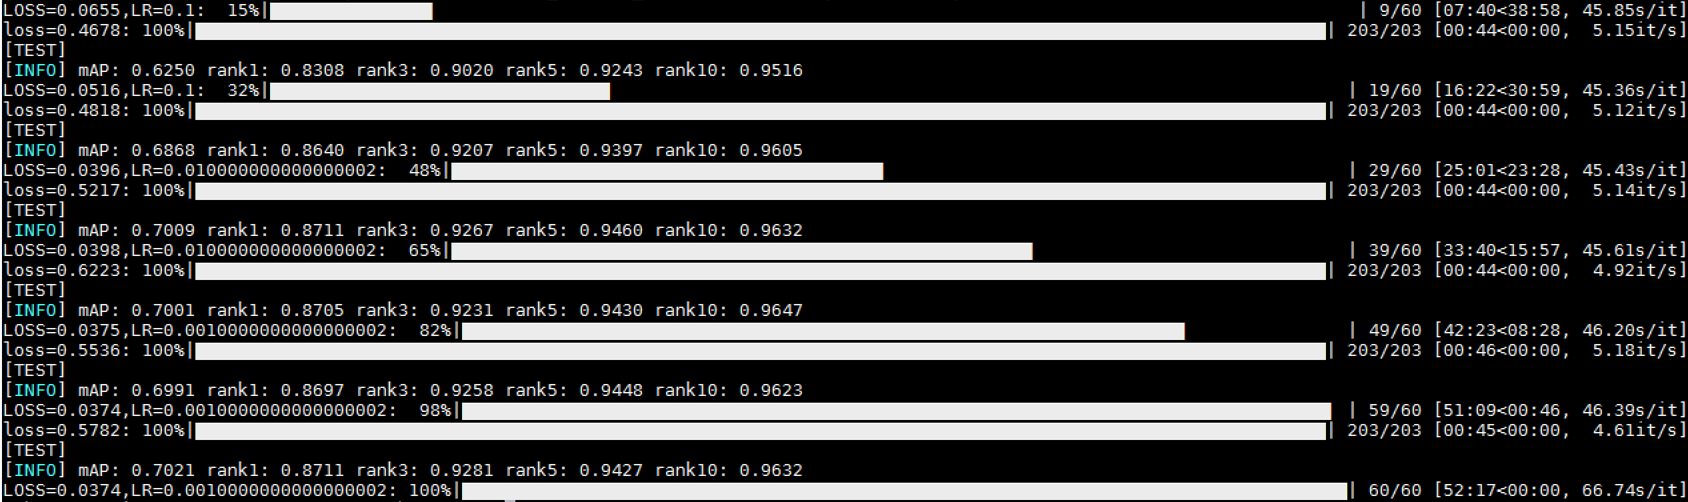 LOSS=0.0655,LR=0.1:  15%| | 9/60 [07:40<38:58, 45.85s/it]
loss=0.4678: 100%| | 203/203 [00:44<00:00,  5.15it/s]
[TEST]
[INFO] mAP: 0.6250 rank1: 0.8308 rank3: 0.9020 rank5: 0.9243 rank10: 0.9516
LOSS=0.0516,LR=0.1:  32%| | 19/60 [16:22<30:59, 45.36s/it]
loss=0.4818: 100%| | 203/203 [00:44<00:00,  5.12it/s]
[TEST]
[INFO] mAP: 0.6868 rank1: 0.8640 rank3: 0.9207 rank5: 0.9397 rank10: 0.9605
LOSS=0.0396,LR=0.010000000000000002:  48%| | 29/60 [25:01<23:28, 45.43s/it]
loss=0.5217: 100%| | 203/203 [00:44<00:00,  5.14it/s]
[TEST]
[INFO] mAP: 0.7009 rank1: 0.8711 rank3: 0.9267 rank5: 0.9460 rank10: 0.9632
LOSS=0.0398,LR=0.010000000000000002:  65%| | 39/60 [33:40<15:57, 45.61s/it]
loss=0.6223: 100%| | 203/203 [00:44<00:00,  4.92it/s]
[TEST]
[INFO] mAP: 0.7001 rank1: 0.8705 rank3: 0.9231 rank5: 0.9430 rank10: 0.9647
LOSS=0.0375,LR=0.0010000000000000002:  82%| | 49/60 [42:23<08:28, 46.20s/it]
loss=0.5536: 100%| | 203/203 [00:46<00:00,  5.18it/s]
[TEST]
[INFO] mAP: 0.6991 rank1: 0.8697 rank3: 0.9258 rank5: 0.9448 rank10: 0.9623
LOSS=0.0374,LR=0.0010000000000000002:  98%| | 59/60 [51:09<00:46, 46.39s/it]
loss=0.5782: 100%| | 203/203 [00:45<00:00,  4.61it/s]
[TEST]
[INFO] mAP: 0.7021 rank1: 0.8711 rank3: 0.9281 rank5: 0.9427 rank10: 0.9632
LOSS=0.0374,LR=0.0010000000000000002: 100%| | 60/60 [52:17<00:00, 66.74s/it]